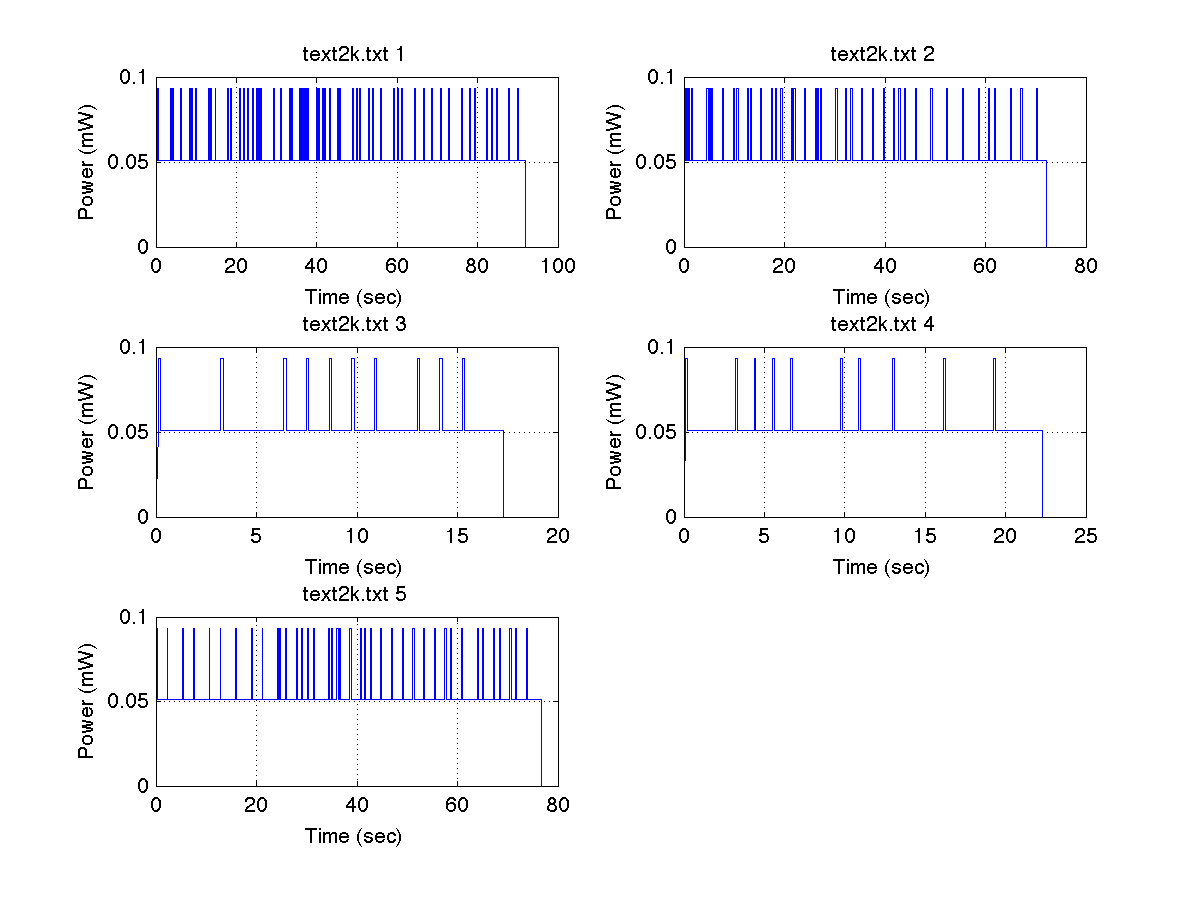 text2k.txt 1
0.1
0.05
0
Power (mW)
0 20 40 60 80 100
Time (sec)
text2k.txt 2
0.1
0.05
0
Power (mW)
0 20 40 60 80
Time (sec)
text2k.txt 3
0.1
0.05
0
Power (mW)
0 5 10 15 20
Time (sec)
text2k.txt 4
0.1
0.05
0
Power (mW)
0 5 10 15 20 25
Time (sec)
text2k.txt 5
0.1
0.05
0
Power (mW)
0 20 40 60 80
Time (sec)